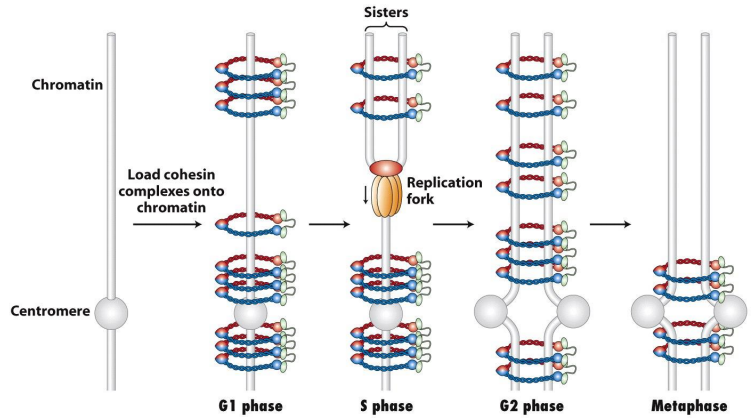 Sisters
Chromatin
Load cohesin
complexes onto
chromatin
Replication
fork
Centromere
G1 phase
S phase
G2 phase
Metaphase